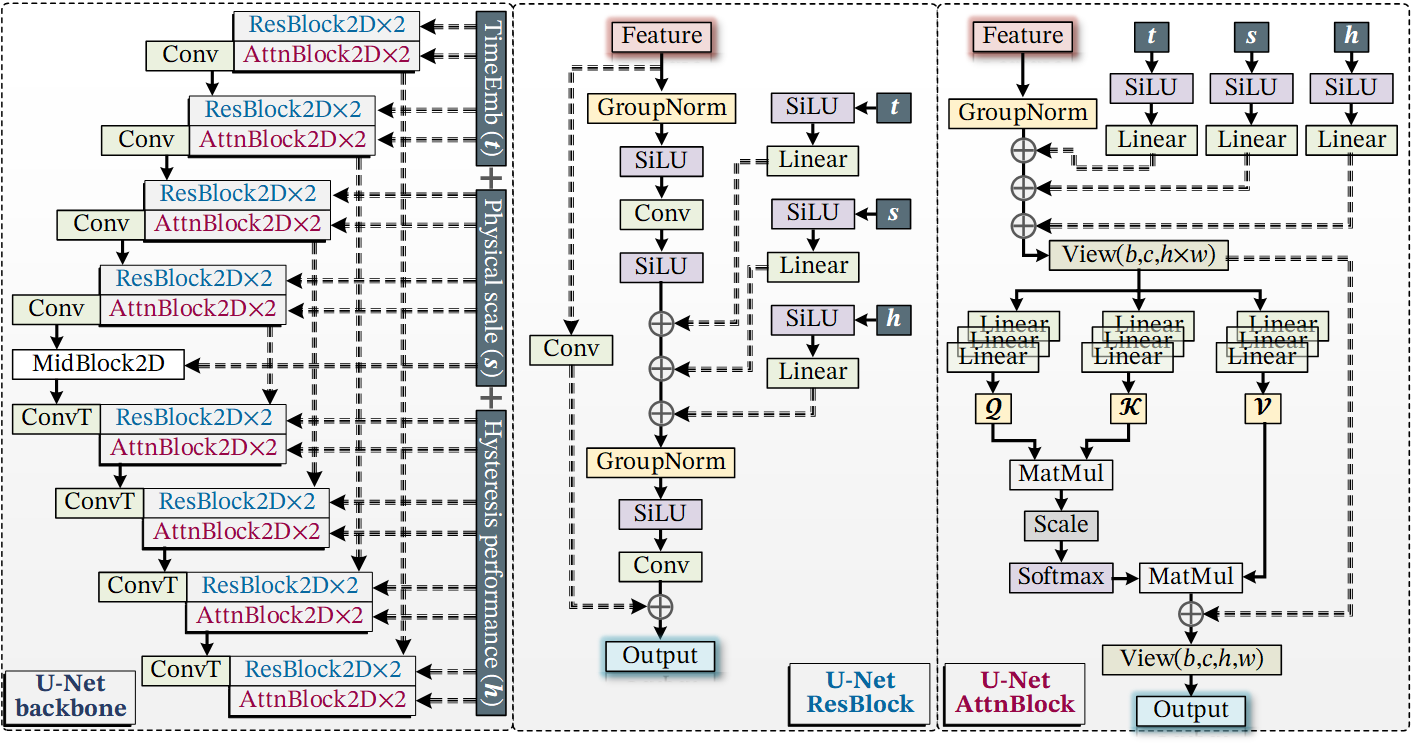 ResBlock2D×2
Conv AttnBlock2D×2
ResBlock2D×2
Conv AttnBlock2D×2
ResBlock2D×2
Conv AttnBlock2D×2
ResBlock2D×2
Conv AttnBlock2D×2
MidBlock2D
ConvT ResBlock2D×2
AttnBlock2D×2
ConvT ResBlock2D×2
AttnBlock2D×2
ConvT ResBlock2D×2
AttnBlock2D×2
ConvT ResBlock2D×2
AttnBlock2D×2
TimeEmb (t)
+
Physical scale (s)
+
Hysteresis performance (h)
U-Net
backbone
Feature
GroupNorm
SiLU
Conv
SiLU
SiLU t
Linear
SiLU s
Linear
SiLU h
Linear
Conv
GroupNorm
SiLU
Conv
Output
U-Net
ResBlock
Feature
t s h
SiLU SiLU SiLU
GroupNorm
Linear Linear Linear
View(b,c,h×w)
Linear Linear Linear
Linear Linear Linear
Linear Linear Linear
Q K V
MatMul
Scale
Softmax MatMul
View(b,c,h,w)
Output
U-Net
AttnBlock